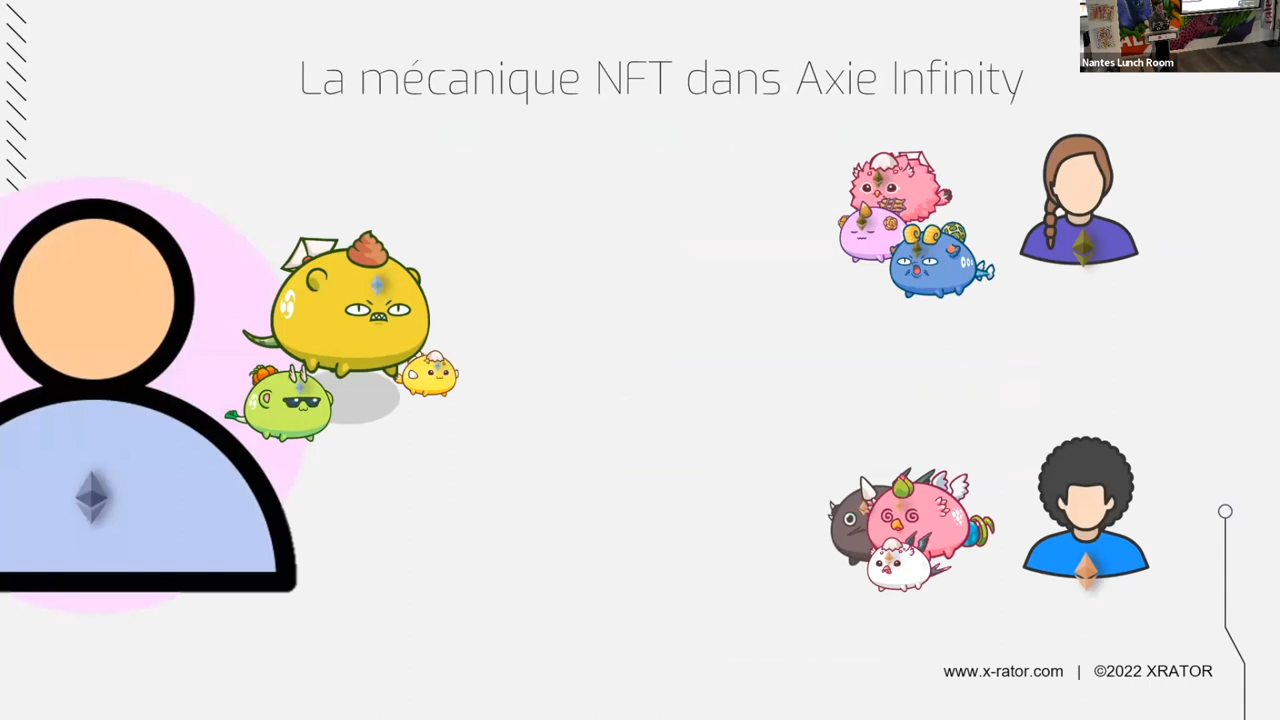 La mécanique NFT dans Axie Infinity
Nantes Lunch Room
www.x-rator.com | ©2022 XRATOR